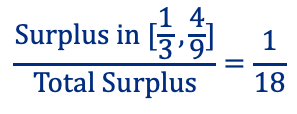 Surplus in [1/3, 4/9] / Total Surplus = 1/18